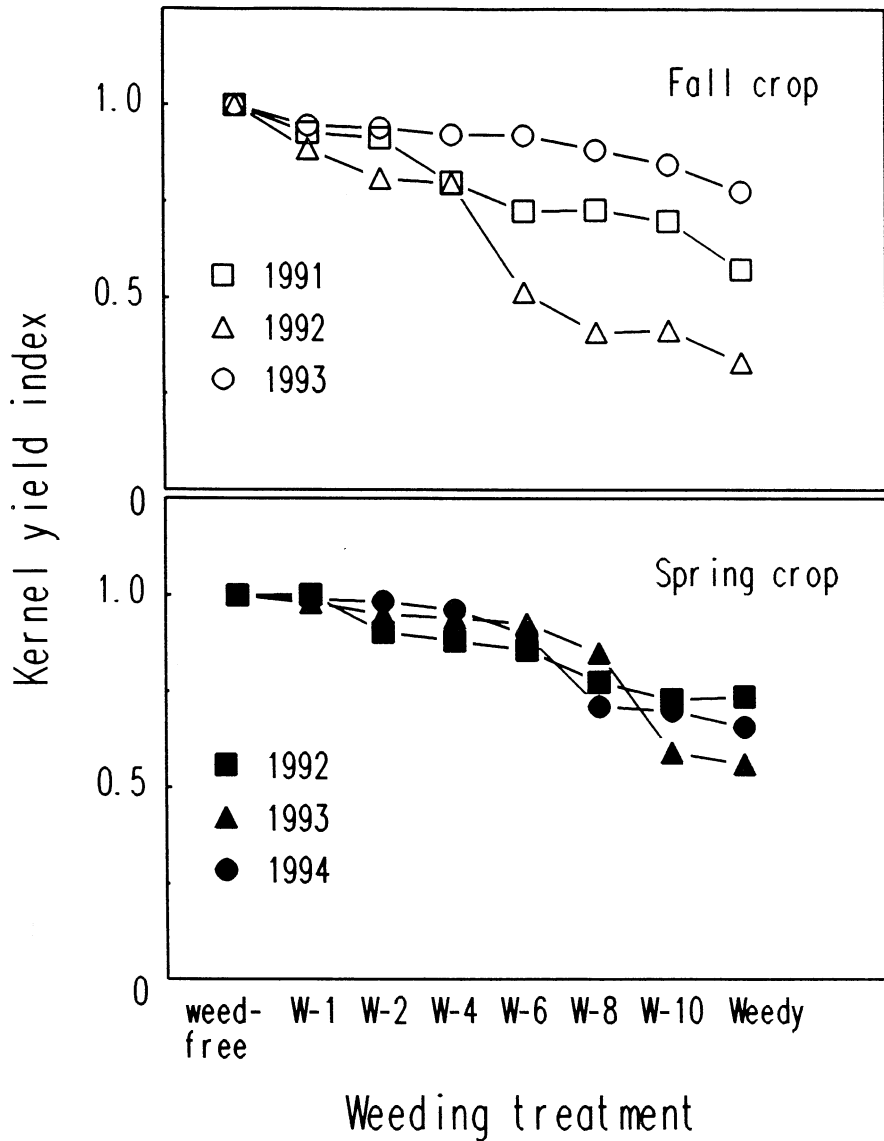 Kernel yield index
Fall crop
1.0
0.5
0
1991
1992
1993
Spring crop
1.0
0.5
0
1992
1993
1994
weed-free W-1 W-2 W-4 W-6 W-8 W-10 Weedy
Weeding treatment